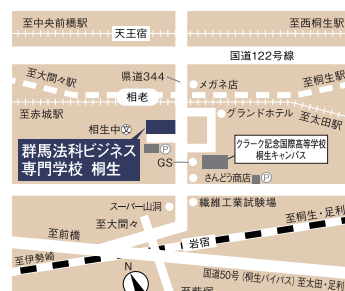 至中央前橋駅
至西桐生駅
天王宿
国道122号線
至大間々駅
県道344
メガネ店
至桐生駅
相老
至赤城駅
グランドホテル
至太田駅
相生中 文
クラーク記念国際高等学校
桐生キャンパス
群馬法科ビジネス
専門学校 桐生
P
GS
さんどう商店
P
スーパー山洞
繊維工業試験場
至大間々
至桐生・足利
至前橋
岩宿
至伊勢崎
N
国道50号(桐生バイパス)至太田・足利